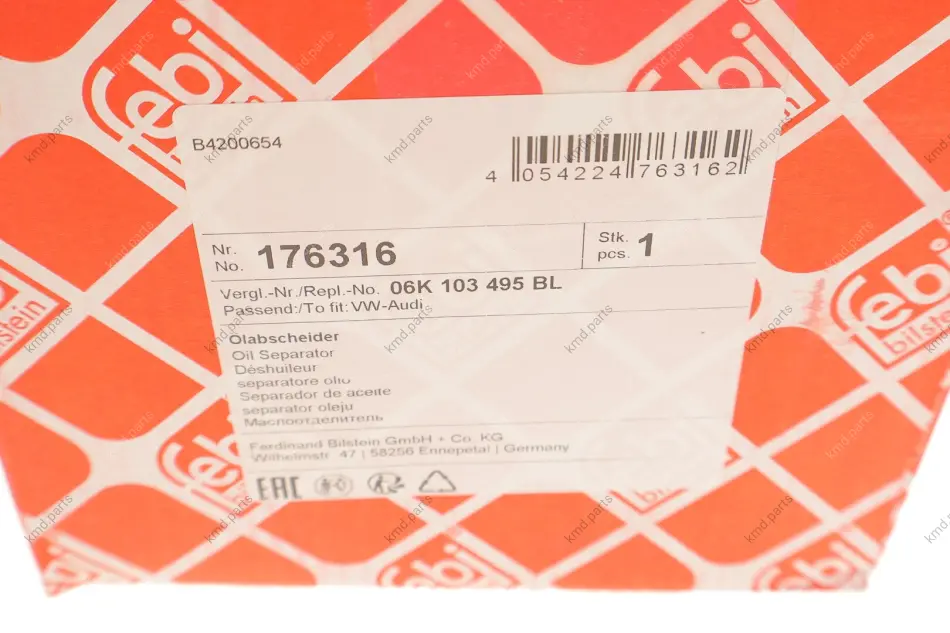 febi
febi
B4200654
4 054224 763162
Nr.
No. 176316
Stk.
pcs. 1
Vergl.-Nr./Repl.-No. 06K 103 495 BL
Passend:/To fit: VW-Audi
Ölabscheider
Oil Separator
Déshuileur
separatore olio
Separador de aceite
separator oleju
Маслоотделитель
Ferdinand Bilstein GmbH + Co. KG
Wilhelmstr. 47 | 58256 Ennepetal | Germany
EAC
febi
bilstein
kmd.parts